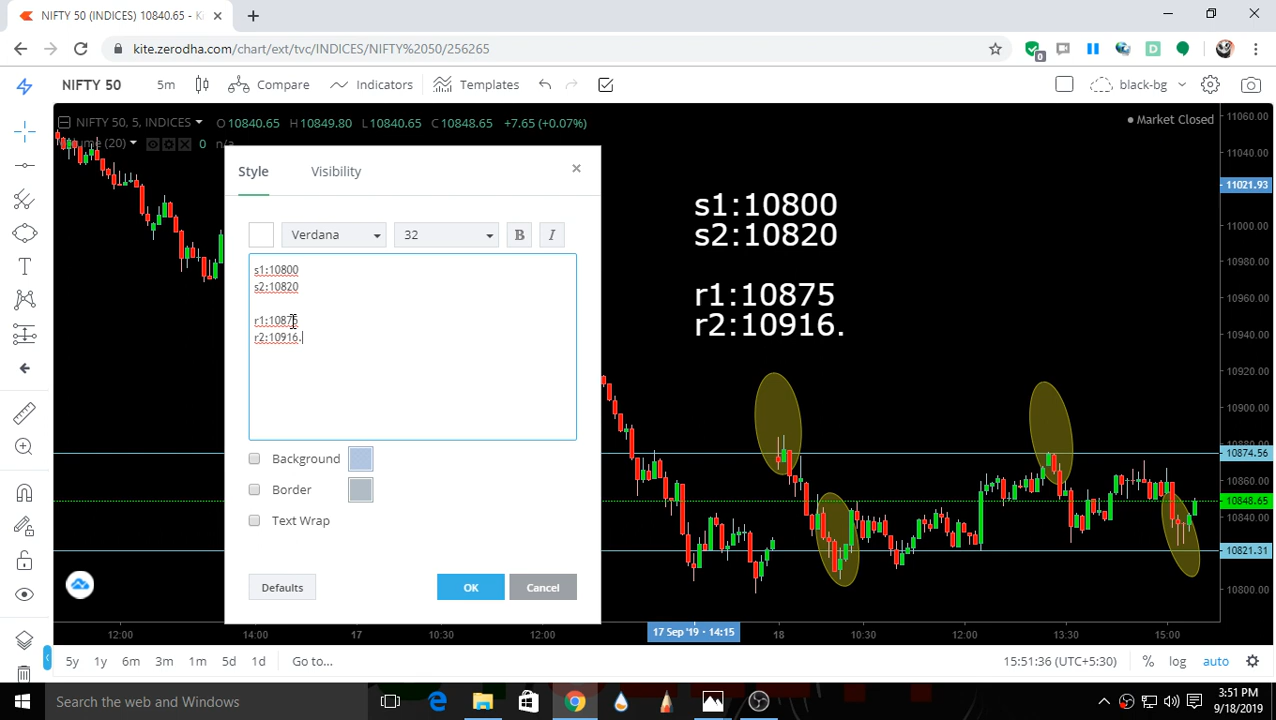 NIFTY 50 (INDICES) 10840.65 - Ki
kite.zerodha.com/chart/ext/tvc/INDICES/NIFTY%2050/256265
0
D
NIFTY 50
5m
Compare
Indicators
Templates
black-bg
NIFTY 50, 5, INDICES
O 10840.65 H 10849.80 L 10840.65 C 10848.65 +7.65 (+0.07%)
Market Closed
(20)
0
Style
Visibility
Verdana
32
B
I
s1:10800
s2:10820
r1:10875
r2:10916.
Background
Border
Text Wrap
Defaults
OK
Cancel
s1:10800
s2:10820
r1:10875
r2:10916.
11060.00
11040.00
11021.93
11000.00
10980.00
10960.00
10940.00
10920.00
10900.00
10874.56
10860.00
10848.65
10840.00
10821.31
10800.00
12:00
14:00
17
10:30
12:00
17 Sep '19 - 14:15
18
10:30
12:00
13:30
15:00
5y
1y
6m
3m
1m
5d
1d
Go to...
15:51:36 (UTC+5:30)
%
log
auto
Search the web and Windows
3:51 PM
9/18/2019